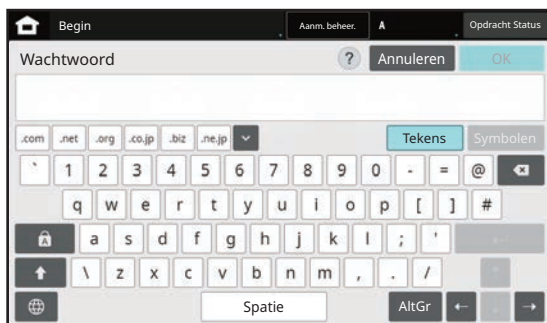 Begin Aanm. beheer. A Opdracht Status
Wachtwoord ? Annuleren OK
.com .net .org .co.jp .biz .ne.jp Tekens Symbolen
` 1 2 3 4 5 6 7 8 9 0 - = @
q w e r t y u i o p [ ] #
A a s d f g h j k l ; '
\ z x c v b n m , . /
Spatie AltGr ← ↓ →